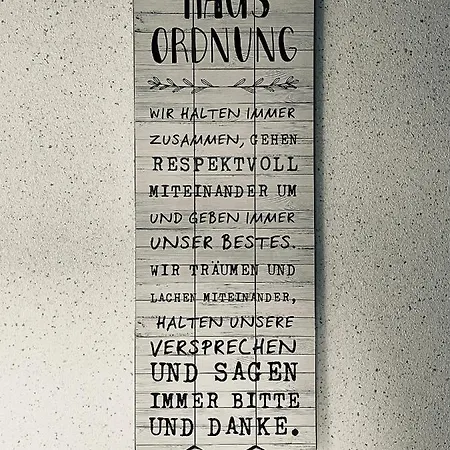 HAUS
ORDNUNG
WIR HALTEN IMMER
ZUSAMMEN, GEHEN
RESPEKTVOLL
MITEINANDER UM
UND GEBEN IMMER
UNSER BESTES.
WIR TRÄUMEN UND
LACHEN MITEINANDER,
HALTEN UNSERE
VERSPRECHEN
UND SAGEN
IMMER BITTE
UND DANKE.